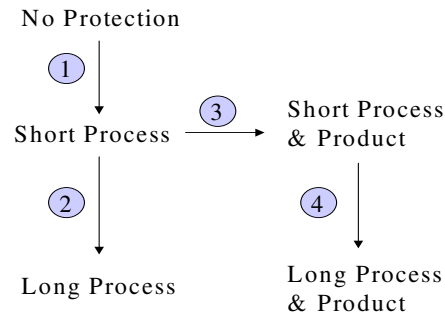 No Protection
1
3
Short Process
Short Process
& Product
2
4
Long Process
Long Process
& Product